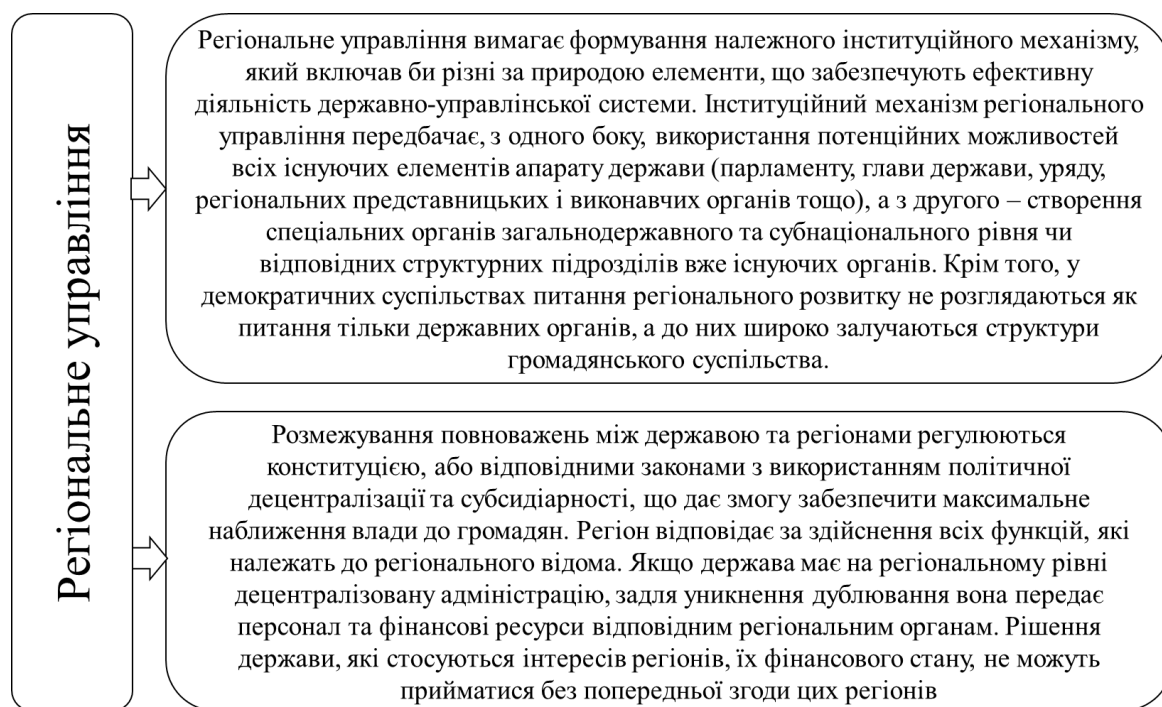 Регіональне управління
Регіональне управління вимагає формування належного інституційного механізму,
який включав би різні за природою елементи, що забезпечують ефективну
діяльність державно-управлінської системи. Інституційний механізм регіонального
управління передбачає, з одного боку, використання потенційних можливостей
всіх існуючих елементів апарату держави (парламенту, глави держави, уряду,
регіональних представницьких і виконавчих органів тощо), а з другого – створення
спеціальних органів загальнодержавного та субнаціонального рівня чи
відповідних структурних підрозділів вже існуючих органів. Крім того, у
демократичних суспільствах питання регіонального розвитку не розглядаються як
питання тільки державних органів, а до них широко залучаються структури
громадянського суспільства.
Розмежування повноважень між державою та регіонами регулюються
конституцією, або відповідними законами з використанням політичної
децентралізації та субсидіарності, що дає змогу забезпечити максимальне
наближення влади до громадян. Регіон відповідає за здійснення всіх функцій, які
належать до регіонального відома. Якщо держава має на регіональному рівні
децентралізовану адміністрацію, задля уникнення дублювання вона передає
персонал та фінансові ресурси відповідним регіональним органам. Рішення
держави, які стосуються інтересів регіонів, їх фінансового стану, не можуть
прийматися без попередньої згоди цих регіонів